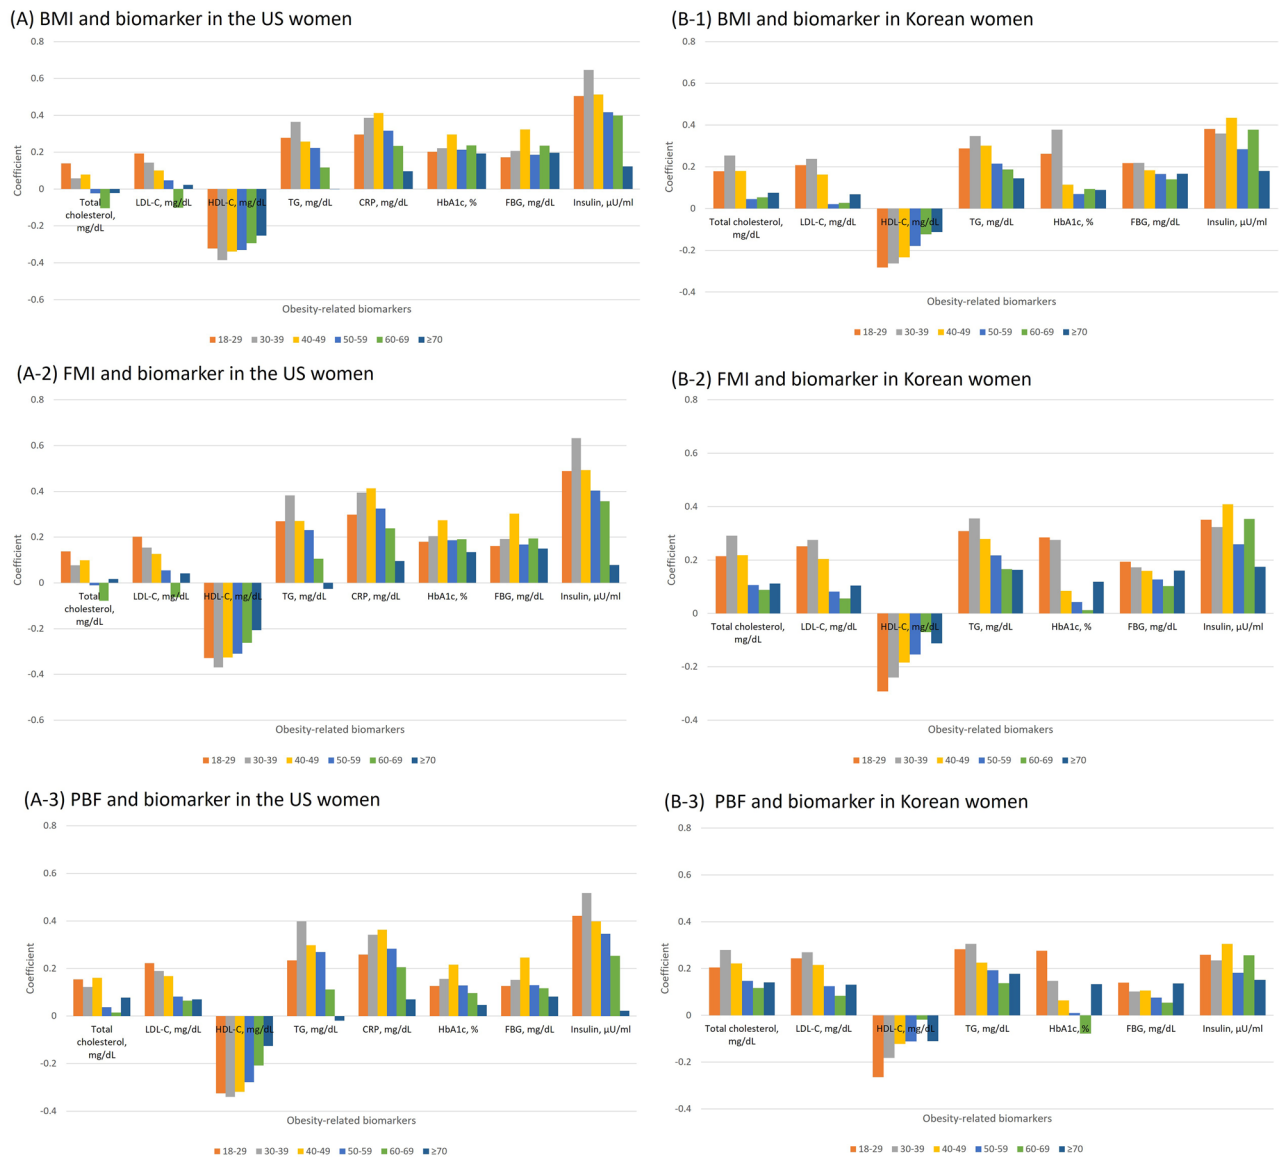 (A) BMI and biomarker in the US women
0.8
0.6
0.4
0.2
0
-0.2
-0.4
-0.6
Coefficient
Total cholesterol, mg/dL
LDL-C, mg/dL
HDL-C, mg/dL
TG, mg/dL
CRP, mg/dL
HbA1c, %
FBG, mg/dL
Insulin, µU/ml
Obesity-related biomarkers
18-29 30-39 40-49 50-59 60-69 ≥70
(B-1) BMI and biomarker in Korean women
0.8
0.6
0.4
0.2
0
-0.2
-0.4
Coefficient
Total cholesterol, mg/dL
LDL-C, mg/dL
HDL-C, mg/dL
TG, mg/dL
HbA1c, %
FBG, mg/dL
Insulin, µU/ml
Obesity-related biomarkers
18-29 30-39 40-49 50-59 60-69 ≥70
(A-2) FMI and biomarker in the US women
0.8
0.6
0.4
0.2
0
-0.2
-0.4
-0.6
Coefficient
Total cholesterol, mg/dL
LDL-C, mg/dL
HDL-C, mg/dL
TG, mg/dL
CRP, mg/dL
HbA1c, %
FBG, mg/dL
Insulin, µU/ml
Obesity-related biomarkers
18-29 30-39 40-49 50-59 60-69 ≥70
(B-2) FMI and biomarker in Korean women
0.8
0.6
0.4
0.2
0
-0.2
-0.4
Coefficient
Total cholesterol, mg/dL
LDL-C, mg/dL
HDL-C, mg/dL
TG, mg/dL
HbA1c, %
FBG, mg/dL
Insulin, µU/ml
Obesity-related biomakers
18-29 30-39 40-49 50-59 60-69 ≥70
(A-3) PBF and biomarker in the US women
0.8
0.6
0.4
0.2
0
-0.2
-0.4
Coefficient
Total cholesterol, mg/dL
LDL-C, mg/dL
HDL-C, mg/dL
TG, mg/dL
CRP, mg/dL
HbA1c, %
FBG, mg/dL
Insulin, µU/ml
Obesity-related biomarkers
18-29 30-39 40-49 50-59 60-69 ≥70
(B-3) PBF and biomarker in Korean women
0.8
0.6
0.4
0.2
0
-0.2
-0.4
Coefficient
Total cholesterol, mg/dL
LDL-C, mg/dL
HDL-C, mg/dL
TG, mg/dL
HbA1c, %
FBG, mg/dL
Insulin, µU/ml
Obesity-related biomarkers
18-29 30-39 40-49 50-59 60-69 ≥70